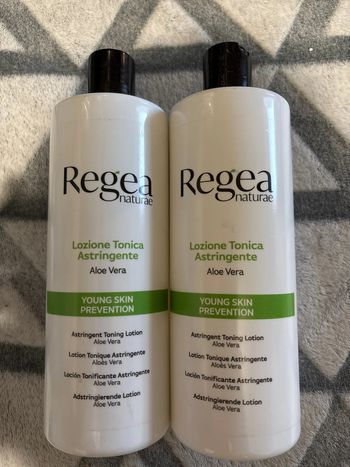 Regea
naturae
Lozione Tonica
Astringente
Aloe Vera
YOUNG SKIN
PREVENTION
Astringent Toning Lotion
Aloe Vera
Lotion Tonique Astringente
Aloès Vera
Loción Tonificante Astringente
Aloe Vera
Adstringierende Lotion
Aloe Vera
Regea
naturae
Lozione Tonica
Astringente
Aloe Vera
YOUNG SKIN
PREVENTION
Astringent Toning Lotion
Aloe Vera
Lotion Tonique Astringente
Aloès Vera
Loción Tonificante Astringente
Aloe Vera
Adstringierende Lotion
Aloe Vera